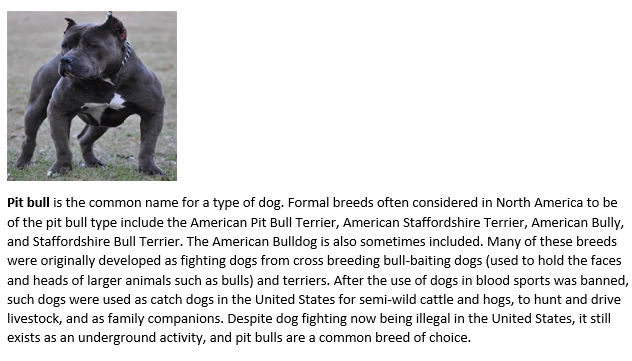 Pit bull is the common name for a type of dog. Formal breeds often considered in North America to be
of the pit bull type include the American Pit Bull Terrier, American Staffordshire Terrier, American Bully,
and Staffordshire Bull Terrier. The American Bulldog is also sometimes included. Many of these breeds
were originally developed as fighting dogs from cross breeding bull-baiting dogs (used to hold the faces
and heads of larger animals such as bulls) and terriers. After the use of dogs in blood sports was banned,
such dogs were used as catch dogs in the United States for semi-wild cattle and hogs, to hunt and drive
livestock, and as family companions. Despite dog fighting now being illegal in the United States, it still
exists as an underground activity, and pit bulls are a common breed of choice.